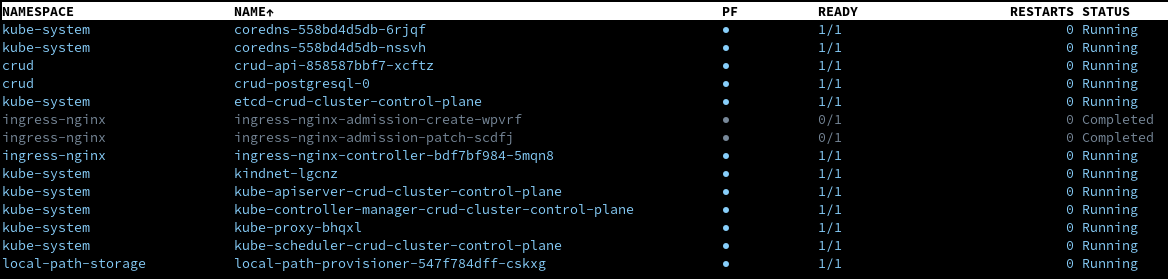 NAMESPACE NAME↑ PF READY RESTARTS STATUS
kube-system coredns-558bd4d5db-6rjqf ● 1/1 0 Running
kube-system coredns-558bd4d5db-nssvh ● 1/1 0 Running
crud crud-api-858587bbf7-xcftz ● 1/1 0 Running
crud crud-postgresql-0 ● 1/1 0 Running
kube-system etcd-crud-cluster-control-plane ● 1/1 0 Running
ingress-nginx ingress-nginx-admission-create-wpvrf ● 0/1 0 Completed
ingress-nginx ingress-nginx-admission-patch-scdfj ● 0/1 0 Completed
ingress-nginx ingress-nginx-controller-bdf7bf984-5mqn8 ● 1/1 0 Running
kube-system kindnet-lgcnz ● 1/1 0 Running
kube-system kube-apiserver-crud-cluster-control-plane ● 1/1 0 Running
kube-system kube-controller-manager-crud-cluster-control-plane ● 1/1 0 Running
kube-system kube-proxy-bhqxl ● 1/1 0 Running
kube-system kube-scheduler-crud-cluster-control-plane ● 1/1 0 Running
local-path-storage local-path-provisioner-547f784dff-cskxg ● 1/1 0 Running